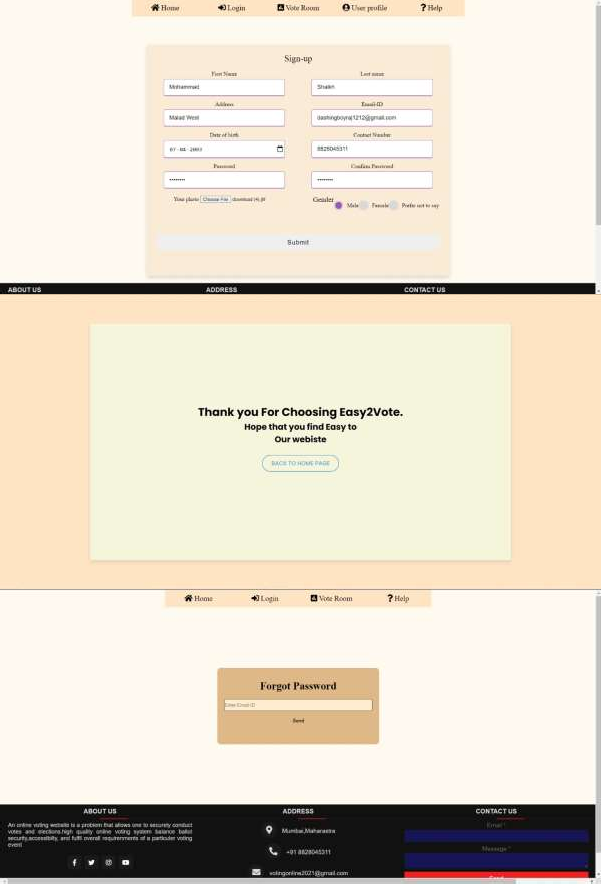 Home Login Vote Room User profile Help
Sign-up
First Name Last name
Mohammad Shaikh
Address Email-ID
Malad West dashingboyraj1212@gmail.com
Date of birth Contact Number
07 - 04 - 2003 8828045311
Password Confirm Password
•••••••• ••••••••
Your photo Choose File download (4).jfif Gender Male Female Prefer not to say
Submit
ABOUT US ADDRESS CONTACT US
Thank you For Choosing Easy2Vote.
Hope that you find Easy to
Our webiste
BACK TO HOME PAGE
Home Login Vote Room Help
Forgot Password
Enter Email ID
Send
ABOUT US ADDRESS CONTACT US
An online voting website is a problem that allows one to securely conduct
votes and elections.high quality online voting system balance ballot
security,accessibilty, and fulfil overall requirenments of a particuler voting
event
Mumbai,Maharastra
+91 8828045311
votingonline2021@gmail.com
Email *
Message *
Send